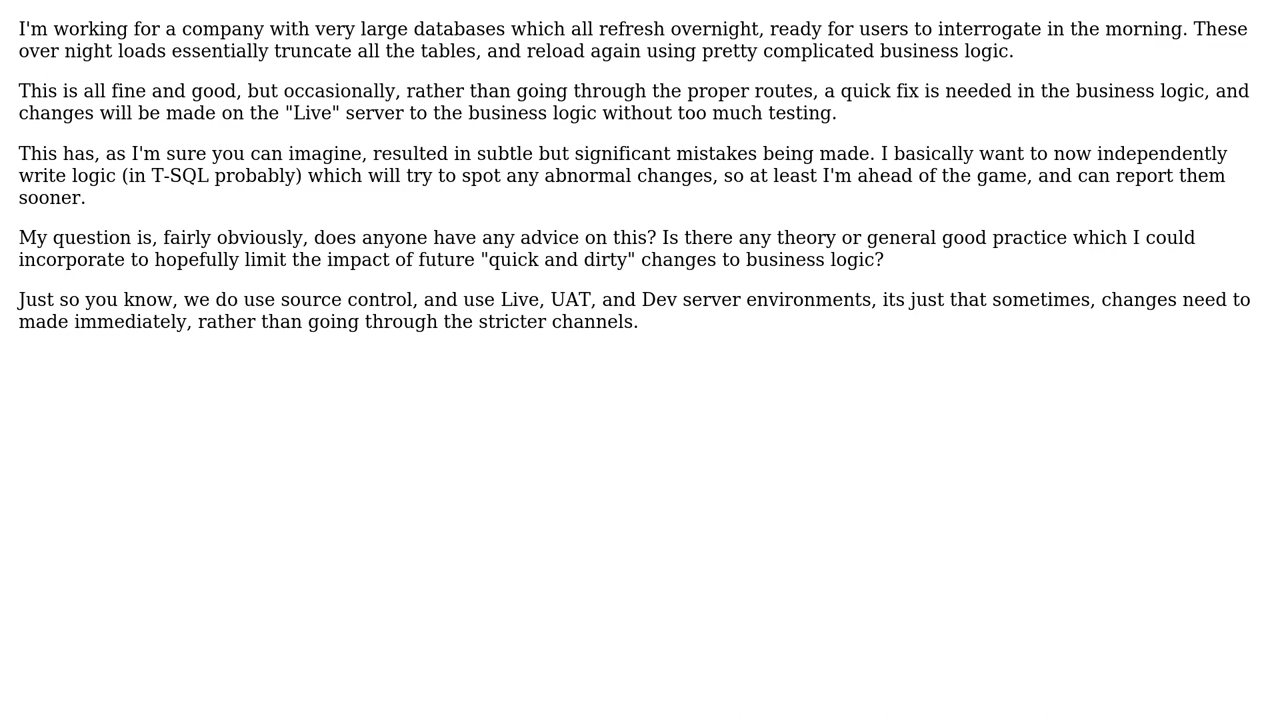 I'm working for a company with very large databases which all refresh overnight, ready for users to interrogate in the morning. These
over night loads essentially truncate all the tables, and reload again using pretty complicated business logic.
This is all fine and good, but occasionally, rather than going through the proper routes, a quick fix is needed in the business logic, and
changes will be made on the "Live" server to the business logic without too much testing.
This has, as I'm sure you can imagine, resulted in subtle but significant mistakes being made. I basically want to now independently
write logic (in T-SQL probably) which will try to spot any abnormal changes, so at least I'm ahead of the game, and can report them
sooner.
My question is, fairly obviously, does anyone have any advice on this? Is there any theory or general good practice which I could
incorporate to hopefully limit the impact of future "quick and dirty" changes to business logic?
Just so you know, we do use source control, and use Live, UAT, and Dev server environments, its just that sometimes, changes need to
made immediately, rather than going through the stricter channels.